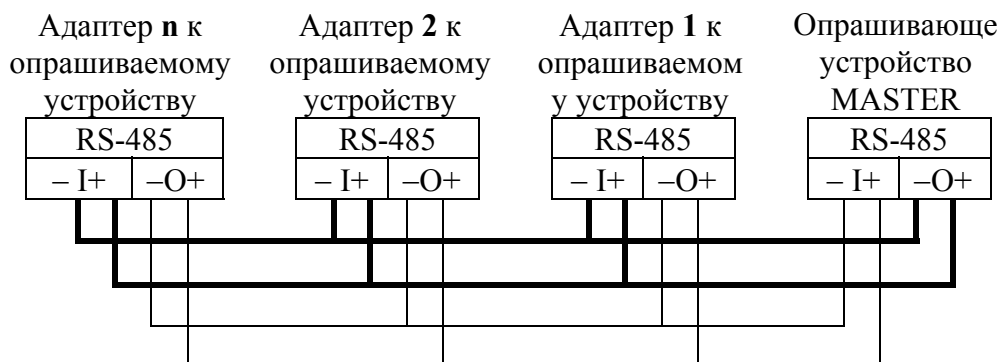 Адаптер n к
опрашиваемому
устройству
RS-485
– I+ –O+
Адаптер 2 к
опрашиваемому
устройству
RS-485
– I+ –O+
Адаптер 1 к
опрашиваемом
у устройству
RS-485
– I+ –O+
Опрашивающе
устройство
MASTER
RS-485
– I+ –O+